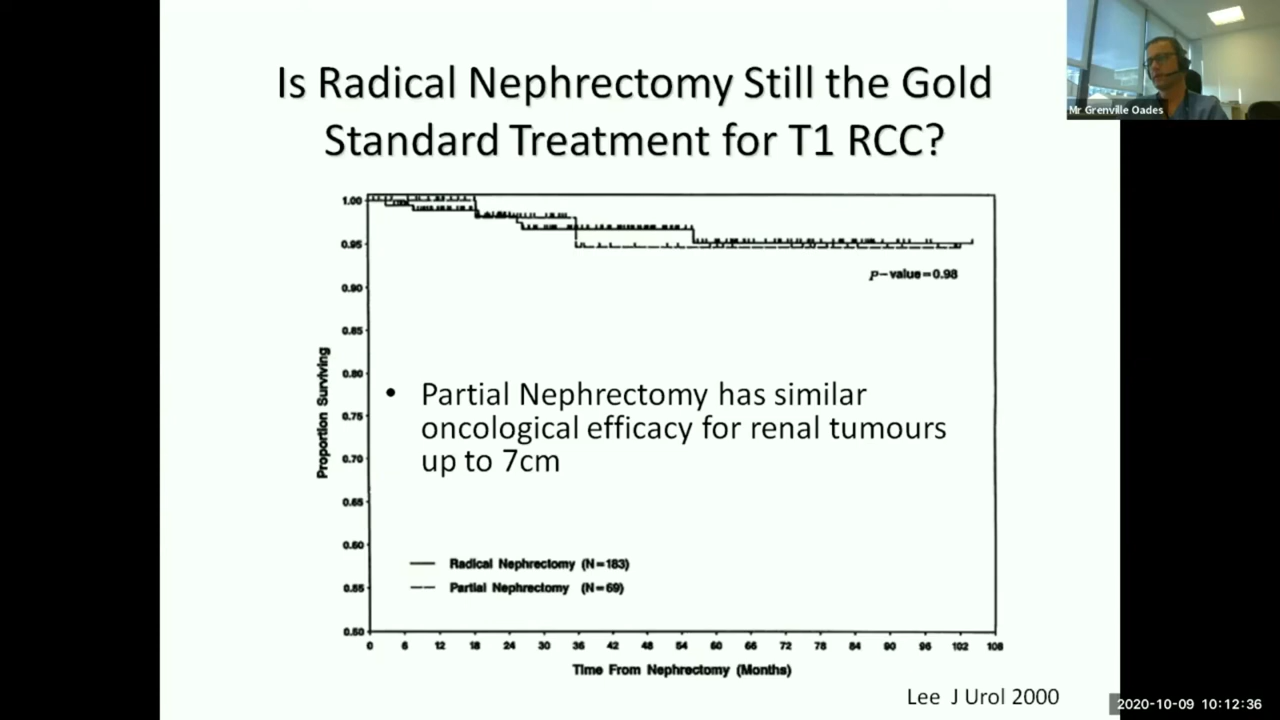 Is Radical Nephrectomy Still the Gold
Standard Treatment for T1 RCC?
Mr Grenville Oades
1.00
0.95
0.90
0.85
0.80
0.75
0.70
0.65
0.60
0.55
0.50
Proportion Surviving
P-value=0.98
• Partial Nephrectomy has similar
oncological efficacy for renal tumours
up to 7cm
Radical Nephrectomy (N=183)
Partial Nephrectomy (N=69)
0 6 12 18 24 30 36 42 48 54 60 66 72 78 84 90 96 102 108
Time From Nephrectomy (Months)
Lee J Urol 2000
2020-10-09 10:12:36